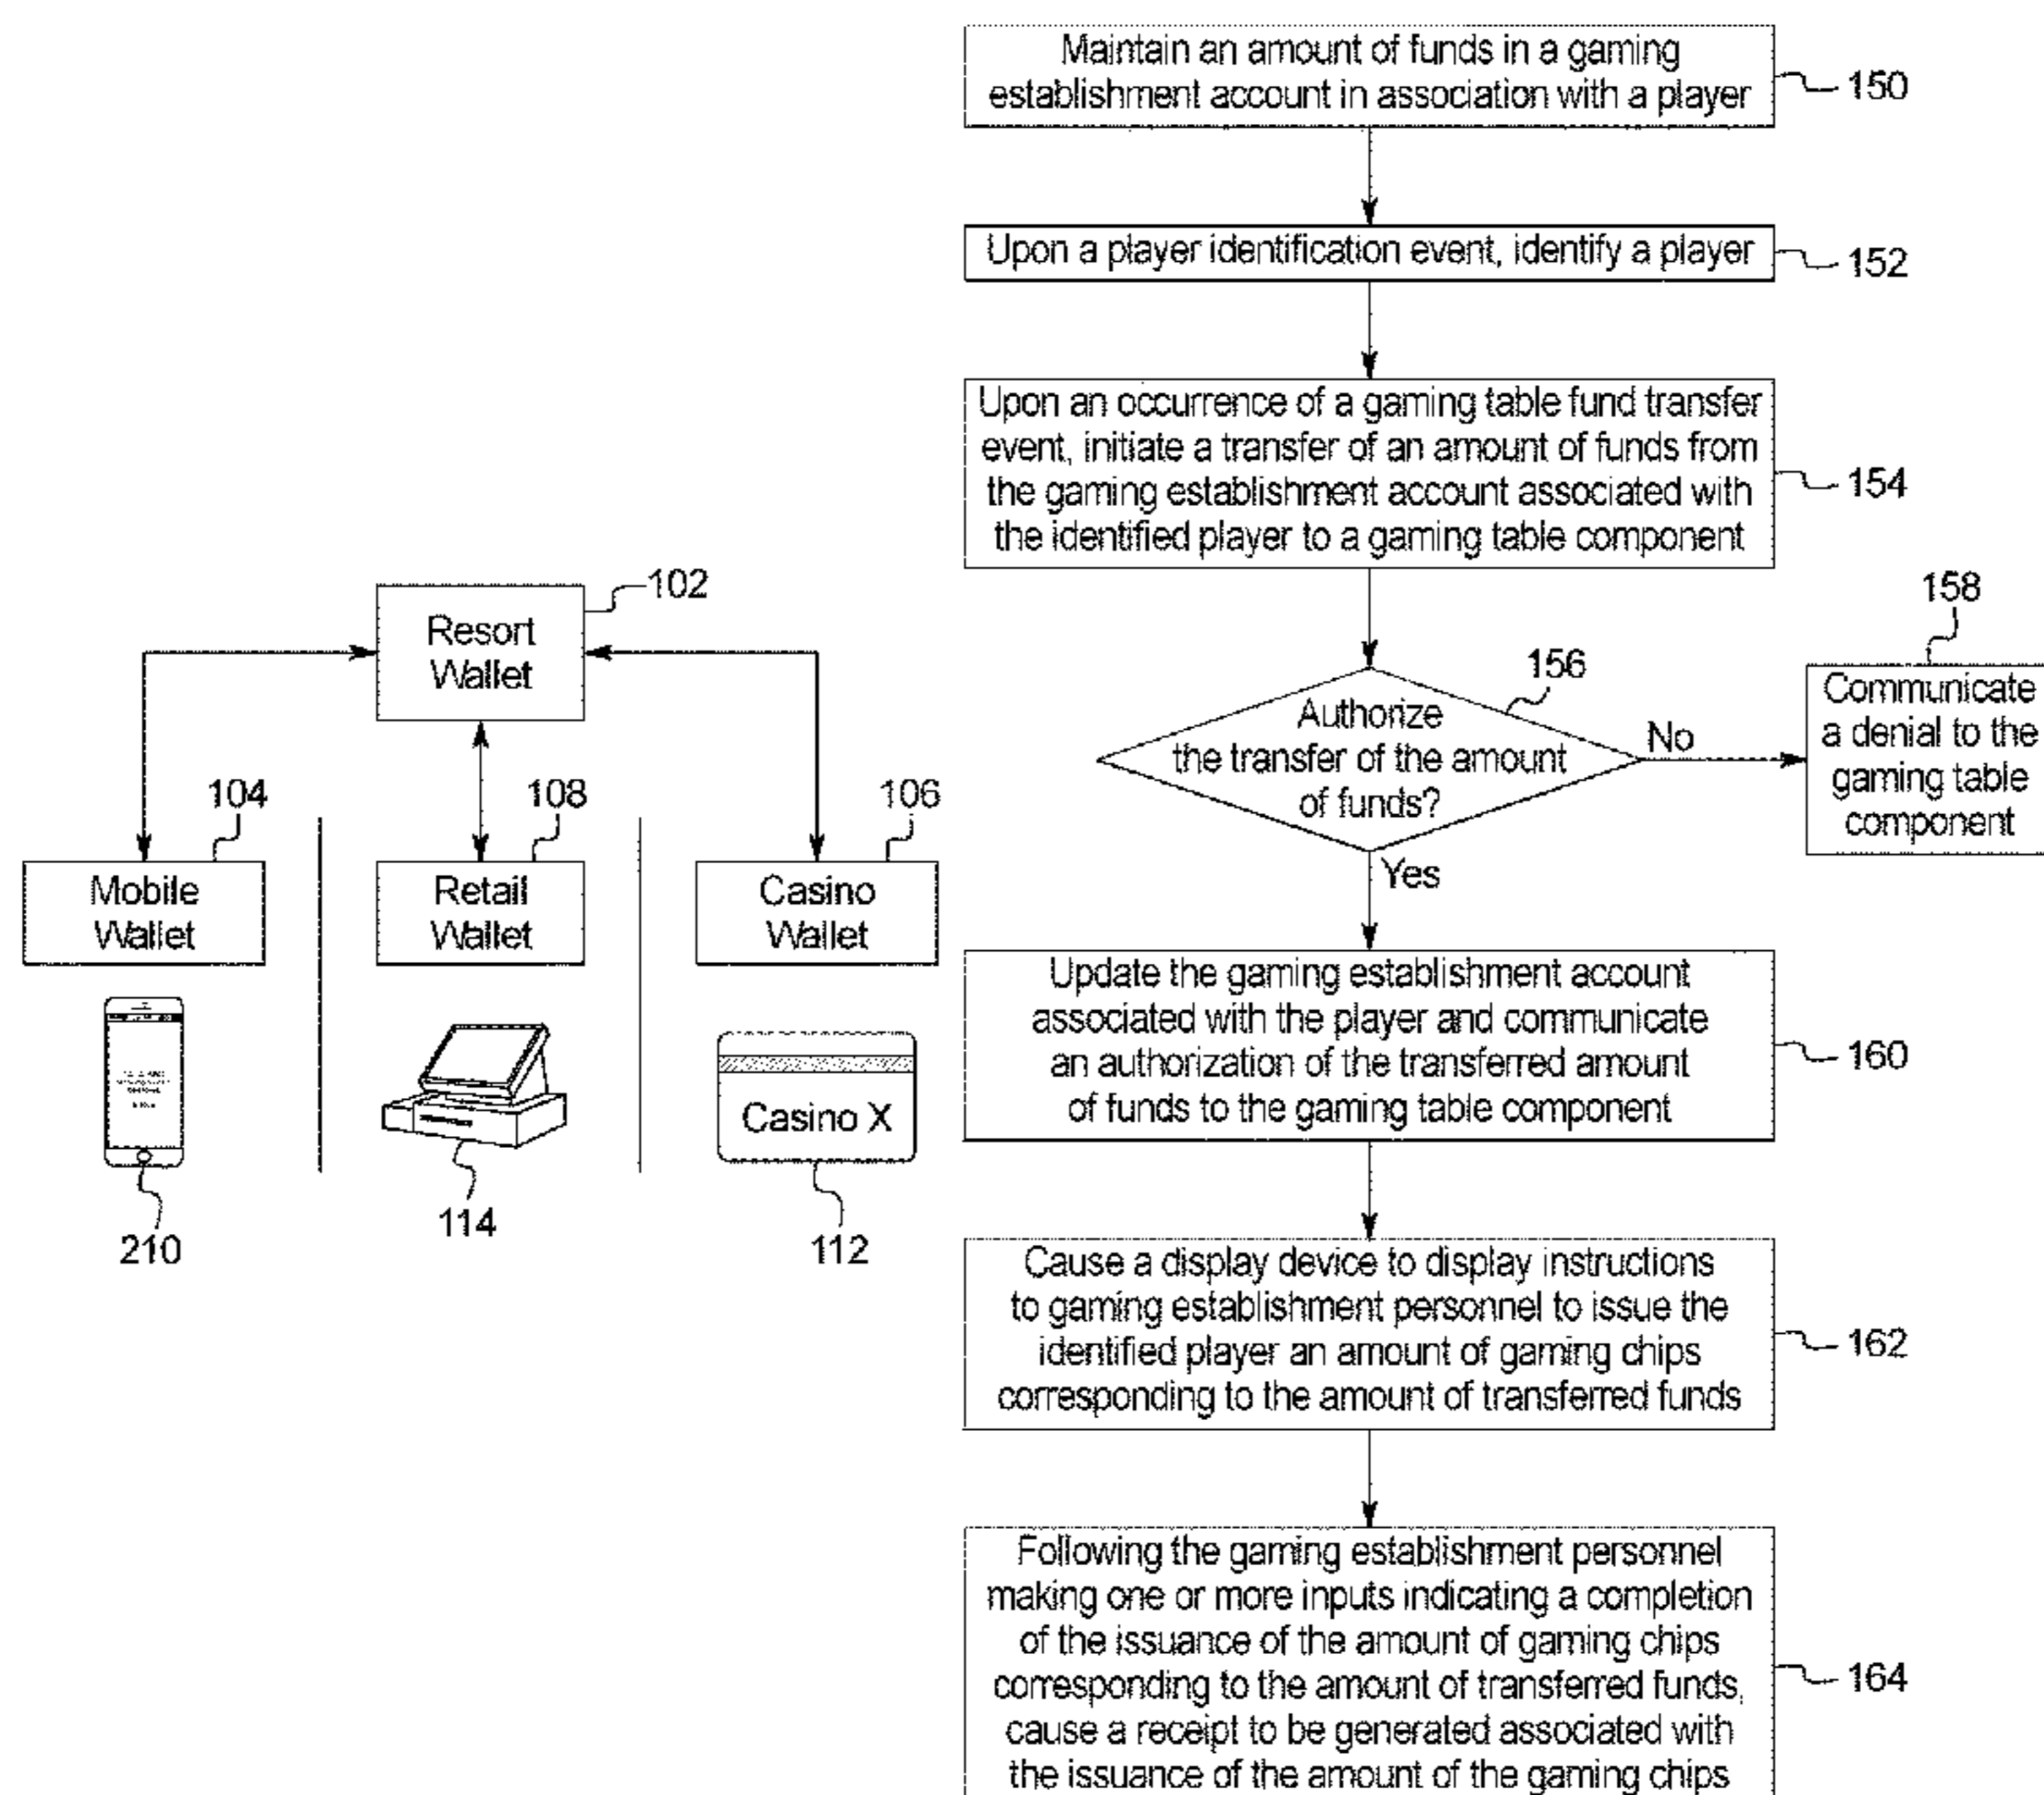 Maintain an amount of funds in a gaming
establishment account in association with a player
150
Upon a player identification event, identify a player
152
Upon an occurrence of a gaming table fund transfer
event, initiate a transfer of an amount of funds from
the gaming establishment account associated with
the identified player to a gaming table component
154
Authorize
the transfer of the amount
of funds?
156
No
158
Communicate
a denial to the
gaming table
component
Yes
Update the gaming establishment account
associated with the player and communicate
an authorization of the transferred amount
of funds to the gaming table component
160
Cause a display device to display instructions
to gaming establishment personnel to issue the
identified player an amount of gaming chips
corresponding to the amount of transferred funds
162
Following the gaming establishment personnel
making one or more inputs indicating a completion
of the issuance of the amount of gaming chips
corresponding to the amount of transferred funds,
cause a receipt to be generated associated with
the issuance of the amount of the gaming chips
164
102
Resort
Wallet
104
Mobile
Wallet
108
Retail
Wallet
106
Casino
Wallet
Casino X
210
114
112